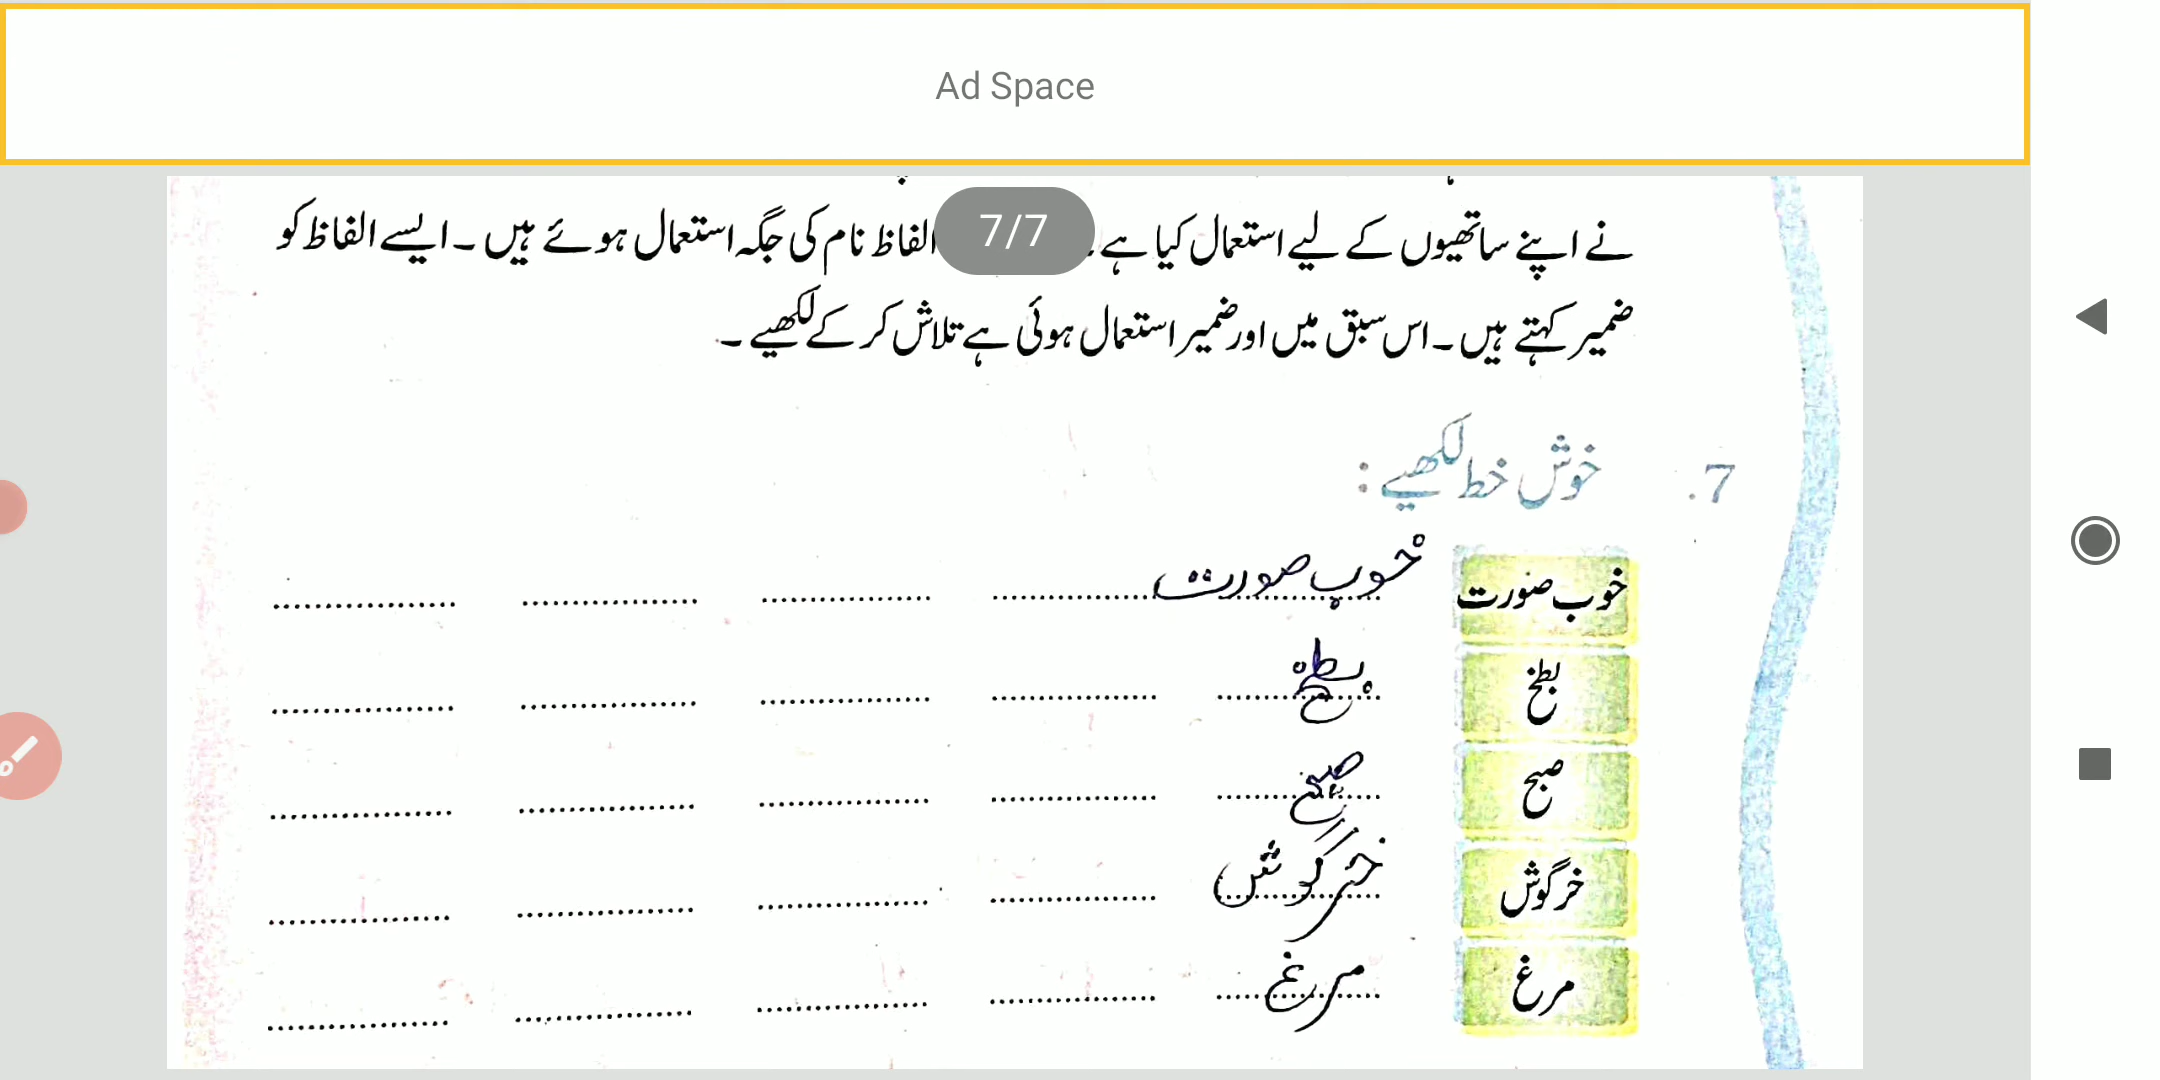 Ad Space
نے اپنے ساتھیوں کے لیے استعمال کیا ہے۔ الفاظ نام کی جگہ استعمال ہوئے ہیں۔ ایسے الفاظ کو
7/7
ضمیر کہتے ہیں۔ اس سبق میں اور ضمیر استعمال ہوئی ہے تلاش کر کے لکھیے۔
7. خوش خط لکھیے:
خوب صورت خوب صورت
بطخ بطخ
صبح صبح
خرگوش خرگوش
مرغ مرغ